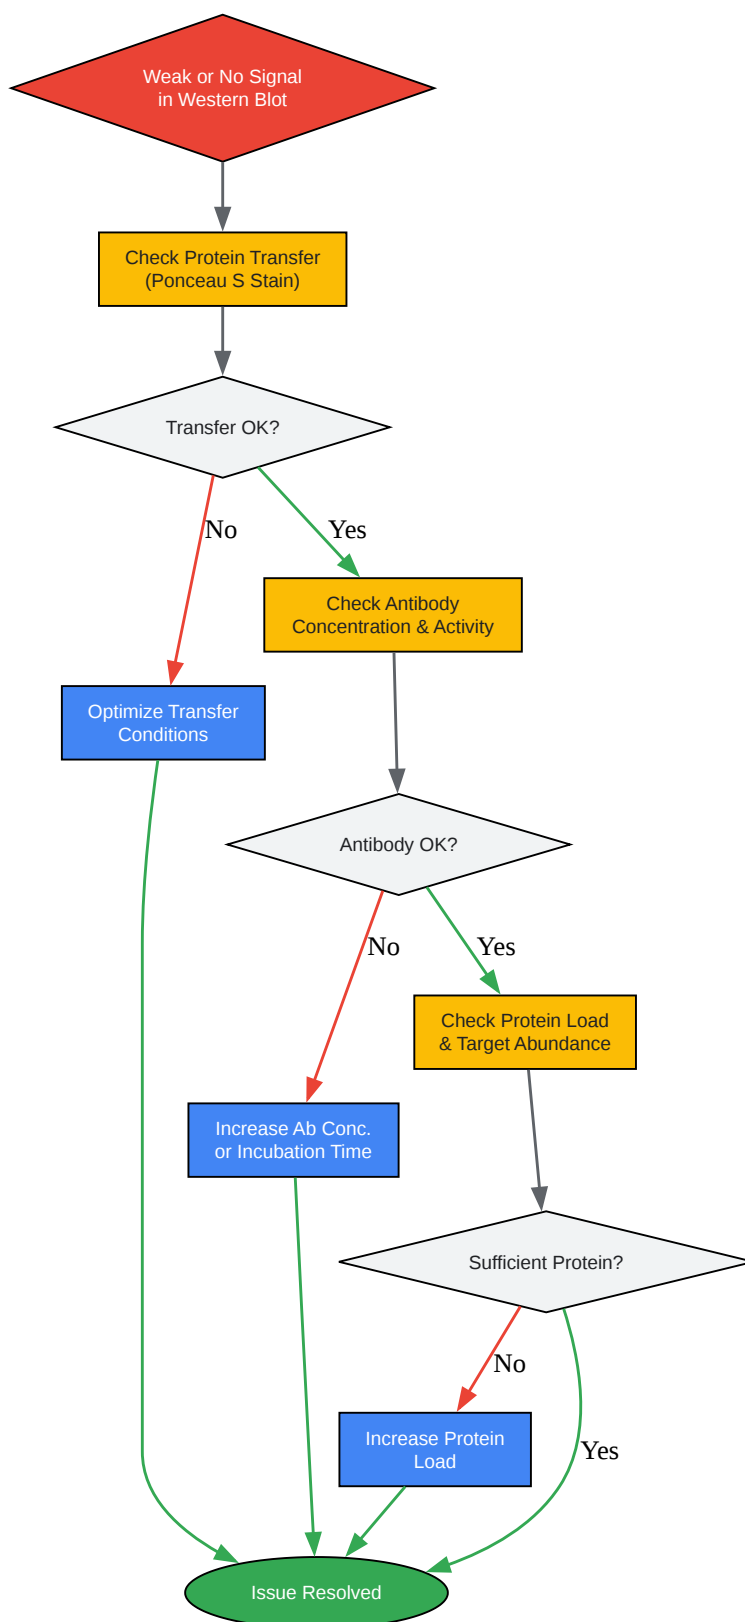 Weak or No Signal
in Western Blot
Check Protein Transfer
(Ponceau S Stain)
Transfer OK?
No
Yes
Check Antibody
Concentration & Activity
Optimize Transfer
Conditions
Antibody OK?
No
Yes
Check Protein Load
& Target Abundance
Increase Ab Conc.
or Incubation Time
Sufficient Protein?
No
Increase Protein
Load
Yes
Issue Resolved